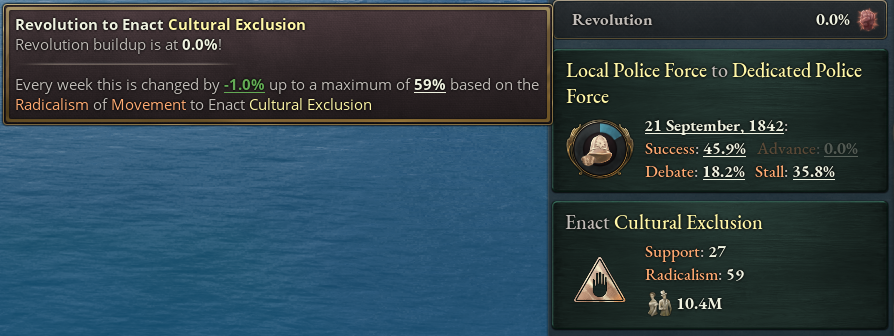 Revolution to Enact Cultural Exclusion
Revolution buildup is at 0.0%!
Every week this is changed by -1.0% up to a maximum of 59% based on the
Radicalism of Movement to Enact Cultural Exclusion
Revolution 0.0%
Local Police Force to Dedicated Police
Force
21 September, 1842:
Success: 45.9% Advance: 0.0%
Debate: 18.2% Stall: 35.8%
Enact Cultural Exclusion
Support: 27
Radicalism: 59
10.4M